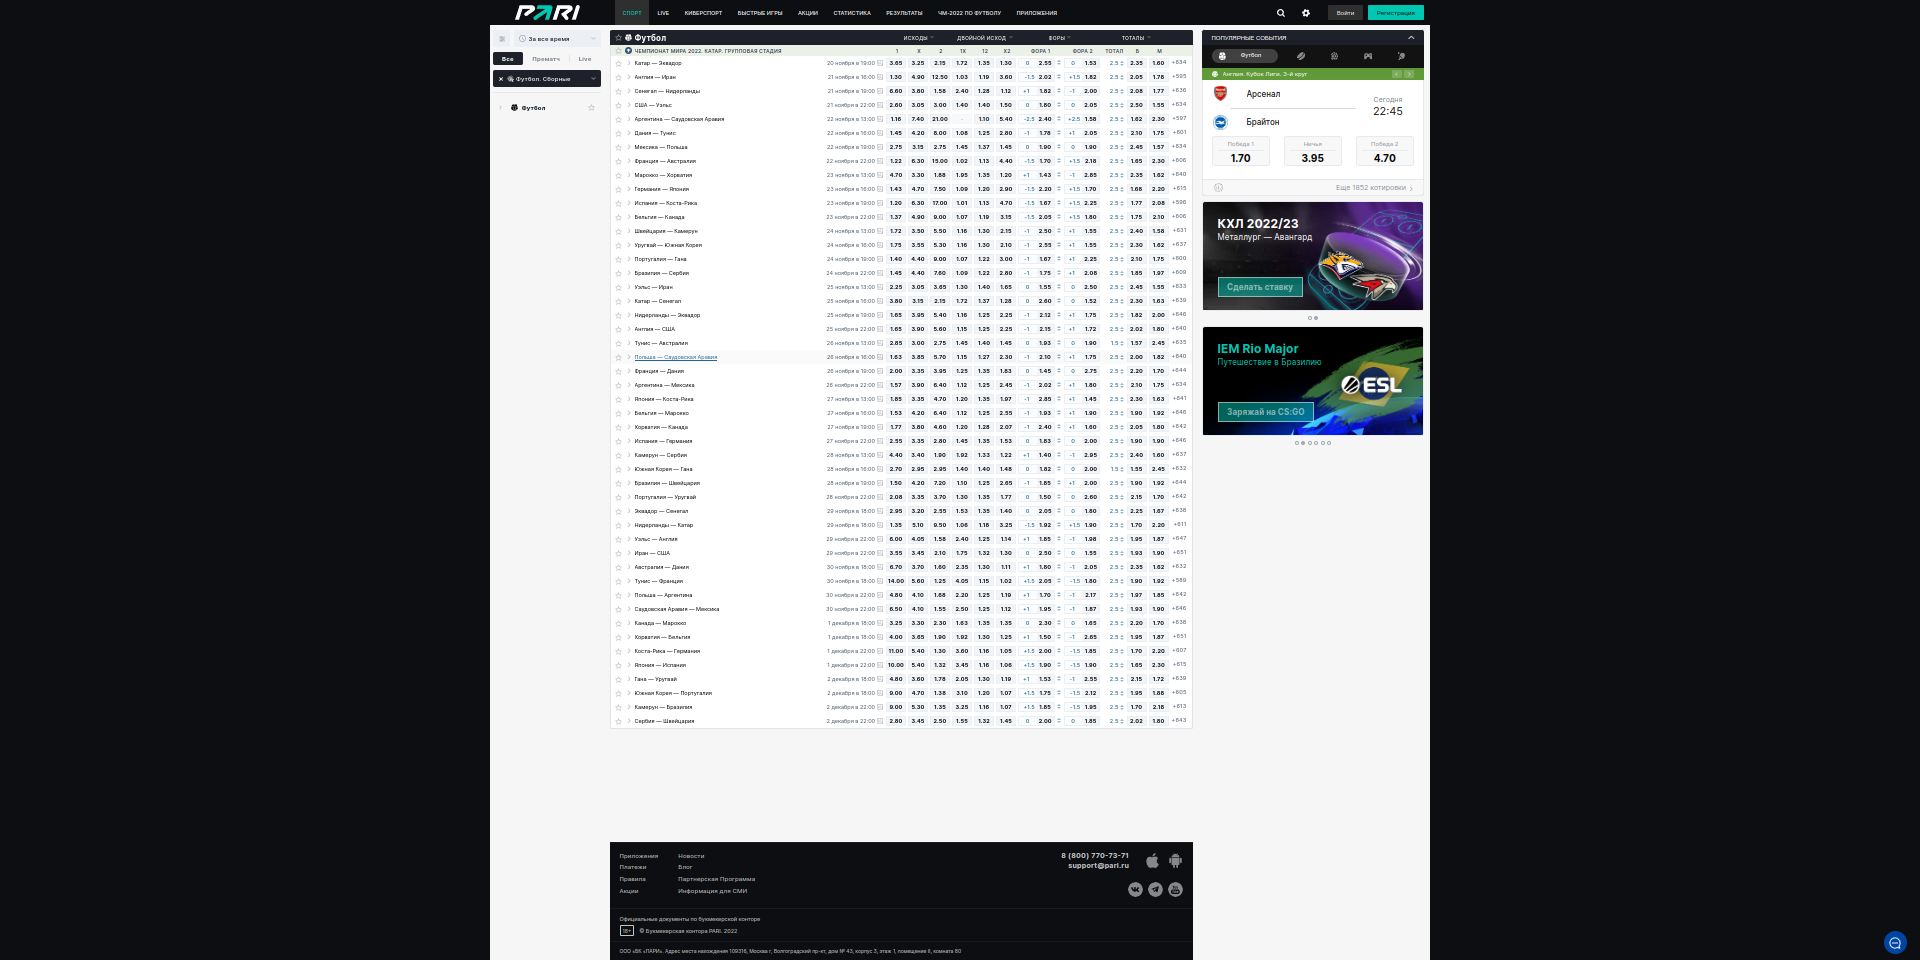 PARI
СПОРТ LIVE КИБЕРСПОРТ БЫСТРЫЕ ИГРЫ АКЦИИ СТАТИСТИКА РЕЗУЛЬТАТЫ ЧМ-2022 ПО ФУТБОЛУ ПРИЛОЖЕНИЯ Войти Регистрация
За все время
Все Прематч Live
Футбол. Сборные
Футбол
Футбол ИСХОДЫ ДВОЙНОЙ ИСХОД ФОРЫ ТОТАЛЫ
ЧЕМПИОНАТ МИРА 2022. КАТАР. ГРУППОВАЯ СТАДИЯ 1 X 2 1X 12 X2 ФОРА 1 ФОРА 2 ТОТАЛ Б М
Катар — Эквадор 20 ноября в 19:00 3.65 3.25 2.15 1.72 1.35 1.30 0 2.55 0 1.53 2.5 2.35 1.60 +634
Англия — Иран 21 ноября в 16:00 1.30 4.90 12.50 1.03 1.19 3.60 -1.5 2.02 +1.5 1.82 2.5 2.05 1.78 +595
Сенегал — Нидерланды 21 ноября в 19:00 6.60 3.80 1.58 2.40 1.28 1.12 +1 1.82 -1 2.00 2.5 2.08 1.77 +636
США — Уэльс 21 ноября в 22:00 2.60 3.05 3.00 1.40 1.40 1.50 0 1.80 0 2.05 2.5 2.50 1.55 +634
Аргентина — Саудовская Аравия 22 ноября в 13:00 1.16 7.40 21.00 - 1.10 5.40 -2.5 2.40 +2.5 1.58 2.5 1.62 2.30 +597
Дания — Тунис 22 ноября в 16:00 1.45 4.20 8.00 1.08 1.25 2.80 -1 1.78 +1 2.05 2.5 2.10 1.75 +601
Мексика — Польша 22 ноября в 19:00 2.75 3.15 2.75 1.45 1.37 1.45 0 1.90 0 1.90 2.5 2.45 1.57 +634
Франция — Австралия 22 ноября в 22:00 1.22 6.30 15.00 1.02 1.13 4.40 -1.5 1.70 +1.5 2.18 2.5 1.65 2.30 +606
Марокко — Хорватия 23 ноября в 13:00 4.70 3.30 1.88 1.95 1.35 1.20 +1 1.43 -1 2.85 2.5 2.35 1.62 +640
Германия — Япония 23 ноября в 16:00 1.43 4.70 7.50 1.09 1.20 2.90 -1.5 2.20 +1.5 1.70 2.5 1.68 2.20 +615
Испания — Коста-Рика 23 ноября в 19:00 1.20 6.30 17.00 1.01 1.13 4.70 -1.5 1.67 +1.5 2.25 2.5 1.77 2.08 +596
Бельгия — Канада 23 ноября в 22:00 1.37 4.90 9.00 1.07 1.19 3.15 -1.5 2.05 +1.5 1.80 2.5 1.75 2.10 +606
Швейцария — Камерун 24 ноября в 13:00 1.72 3.50 5.50 1.16 1.30 2.15 -1 2.50 +1 1.55 2.5 2.40 1.58 +631
Уругвай — Южная Корея 24 ноября в 16:00 1.75 3.55 5.30 1.16 1.30 2.10 -1 2.55 +1 1.55 2.5 2.30 1.62 +637
Португалия — Гана 24 ноября в 19:00 1.40 4.40 9.00 1.07 1.22 3.00 -1 1.67 +1 2.25 2.5 2.10 1.75 +600
Бразилия — Сербия 24 ноября в 22:00 1.45 4.40 7.60 1.09 1.22 2.80 -1 1.75 +1 2.08 2.5 1.85 1.97 +609
Уэльс — Иран 25 ноября в 13:00 2.25 3.05 3.65 1.30 1.40 1.65 0 1.55 0 2.50 2.5 2.45 1.55 +633
Катар — Сенегал 25 ноября в 16:00 3.80 3.15 2.15 1.72 1.37 1.28 0 2.60 0 1.52 2.5 2.30 1.63 +639
Нидерланды — Эквадор 25 ноября в 19:00 1.65 3.95 5.40 1.16 1.25 2.25 -1 2.12 +1 1.75 2.5 1.82 2.00 +646
Англия — США 25 ноября в 22:00 1.65 3.90 5.60 1.15 1.25 2.25 -1 2.15 +1 1.72 2.5 2.02 1.80 +640
Тунис — Австралия 26 ноября в 13:00 2.85 3.00 2.75 1.45 1.40 1.45 0 1.93 0 1.90 1.5 1.57 2.45 +635
Польша — Саудовская Аравия 26 ноября в 16:00 1.63 3.85 5.70 1.15 1.27 2.30 -1 2.10 +1 1.75 2.5 2.00 1.82 +640
Франция — Дания 26 ноября в 19:00 2.00 3.35 3.95 1.25 1.35 1.83 0 1.45 0 2.75 2.5 2.20 1.70 +644
Аргентина — Мексика 26 ноября в 22:00 1.57 3.90 6.40 1.12 1.25 2.45 -1 2.02 +1 1.80 2.5 2.10 1.75 +634
Япония — Коста-Рика 27 ноября в 13:00 1.85 3.35 4.70 1.20 1.35 1.97 -1 2.85 +1 1.45 2.5 2.30 1.63 +641
Бельгия — Марокко 27 ноября в 16:00 1.53 4.20 6.40 1.12 1.25 2.55 -1 1.93 +1 1.90 2.5 1.90 1.92 +646
Хорватия — Канада 27 ноября в 19:00 1.77 3.80 4.60 1.20 1.28 2.07 -1 2.40 +1 1.60 2.5 2.05 1.80 +642
Испания — Германия 27 ноября в 22:00 2.55 3.35 2.80 1.45 1.35 1.53 0 1.83 0 2.00 2.5 1.90 1.90 +646
Камерун — Сербия 28 ноября в 13:00 4.40 3.40 1.90 1.92 1.33 1.22 +1 1.40 -1 2.95 2.5 2.40 1.60 +637
Южная Корея — Гана 28 ноября в 16:00 2.70 2.95 2.95 1.40 1.40 1.48 0 1.82 0 2.00 1.5 1.55 2.45 +632
Бразилия — Швейцария 28 ноября в 19:00 1.50 4.20 7.20 1.10 1.25 2.65 -1 1.85 +1 2.00 2.5 1.90 1.92 +644
Португалия — Уругвай 28 ноября в 22:00 2.08 3.35 3.70 1.30 1.35 1.77 0 1.50 0 2.60 2.5 2.15 1.70 +642
Эквадор — Сенегал 29 ноября в 18:00 2.95 3.20 2.55 1.53 1.35 1.40 0 2.05 0 1.80 2.5 2.25 1.67 +636
Нидерланды — Катар 29 ноября в 18:00 1.35 5.10 9.50 1.06 1.18 3.25 -1.5 1.92 +1.5 1.90 2.5 1.70 2.20 +611
Уэльс — Англия 29 ноября в 22:00 6.00 4.05 1.58 2.40 1.25 1.14 +1 1.85 -1 1.98 2.5 1.95 1.87 +647
Иран — США 29 ноября в 22:00 3.55 3.45 2.10 1.75 1.32 1.30 0 2.50 0 1.55 2.5 1.93 1.90 +651
Австралия — Дания 30 ноября в 18:00 6.70 3.70 1.60 2.35 1.30 1.11 +1 1.80 -1 2.05 2.5 2.35 1.62 +632
Тунис — Франция 30 ноября в 18:00 14.00 5.60 1.25 4.05 1.15 1.02 +1.5 2.05 -1.5 1.80 2.5 1.90 1.92 +589
Польша — Аргентина 30 ноября в 22:00 4.80 4.10 1.68 2.20 1.25 1.19 +1 1.70 -1 2.17 2.5 1.97 1.85 +642
Саудовская Аравия — Мексика 30 ноября в 22:00 6.50 4.10 1.55 2.50 1.25 1.12 +1 1.95 -1 1.87 2.5 1.93 1.90 +646
Канада — Марокко 1 декабря в 18:00 3.25 3.30 2.30 1.63 1.35 1.35 0 2.30 0 1.65 2.5 2.20 1.70 +636
Хорватия — Бельгия 1 декабря в 18:00 4.00 3.65 1.90 1.92 1.30 1.25 +1 1.50 -1 2.65 2.5 1.95 1.87 +651
Коста-Рика — Германия 1 декабря в 22:00 11.00 5.40 1.30 3.60 1.16 1.05 +1.5 2.00 -1.5 1.85 2.5 1.70 2.20 +607
Япония — Испания 1 декабря в 22:00 10.00 5.40 1.32 3.45 1.16 1.06 +1.5 1.90 -1.5 1.90 2.5 1.65 2.30 +615
Гана — Уругвай 2 декабря в 18:00 4.80 3.60 1.78 2.05 1.30 1.19 +1 1.53 -1 2.55 2.5 2.15 1.72 +639
Южная Корея — Португалия 2 декабря в 18:00 9.00 4.70 1.38 3.10 1.20 1.07 +1.5 1.75 -1.5 2.12 2.5 1.95 1.88 +605
Камерун — Бразилия 2 декабря в 22:00 9.00 5.30 1.35 3.25 1.16 1.07 +1.5 1.85 -1.5 1.95 2.5 1.70 2.18 +613
Сербия — Швейцария 2 декабря в 22:00 2.80 3.45 2.50 1.55 1.32 1.45 0 2.00 0 1.85 2.5 2.02 1.80 +643
ПОПУЛЯРНЫЕ СОБЫТИЯ
Футбол
Англия. Кубок Лиги. 3-й круг
Арсенал
Сегодня
22:45
Брайтон
Победа 1 Ничья Победа 2
1.70 3.95 4.70
Еще 1852 котировки
КХЛ 2022/23
Металлург — Авангард
Сделать ставку
IEM Rio Major
Путешествие в Бразилию
ESL
Заряжай на CS:GO
Приложения Новости
Платежи Блог
Правила Партнерская Программа
Акции Информация для СМИ
8 (800) 770-73-71
support@pari.ru
Официальные документы по букмекерской конторе
18+ © Букмекерская контора PARI. 2022
ООО «БК «ПАРИ». Адрес места нахождения 109316, Москва г, Волгоградский пр-кт, дом № 43, корпус 3, этаж 1, помещение II, комната 80